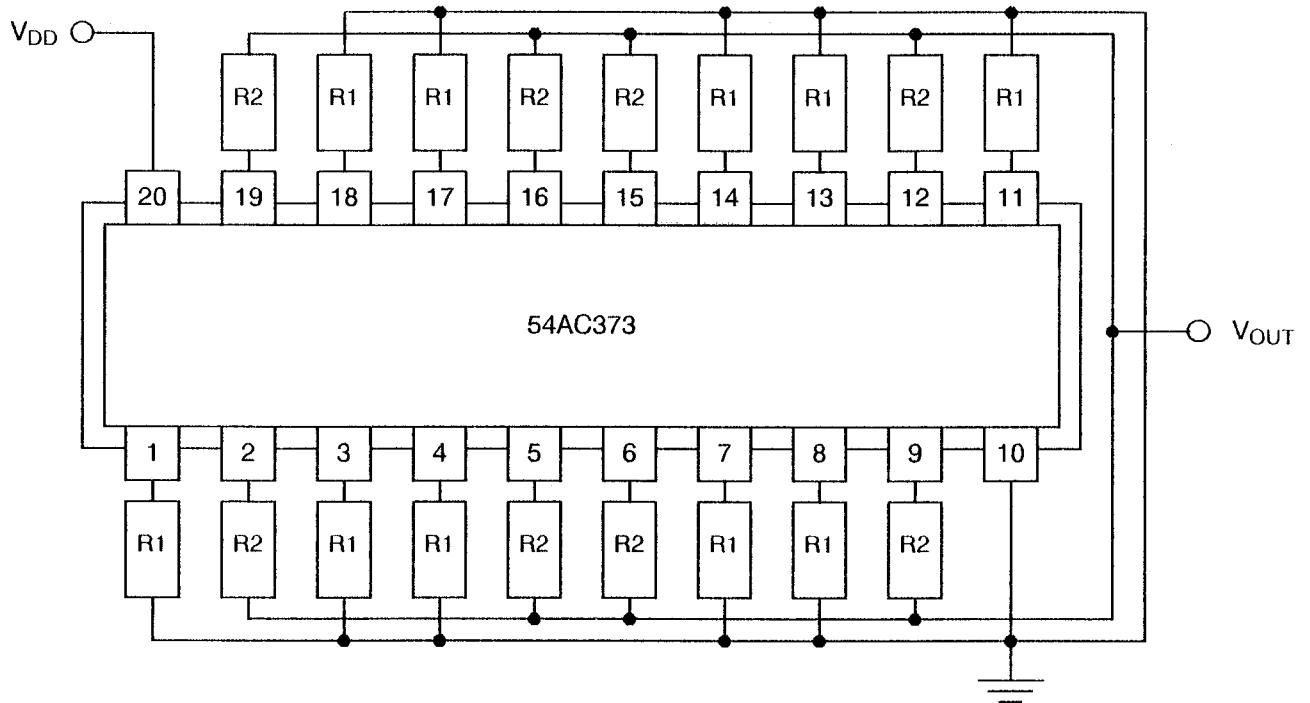 VDD
R2 R1 R1 R2 R2 R1 R1 R2 R1
20 19 18 17 16 15 14 13 12 11
54AC373
VOUT
1 2 3 4 5 6 7 8 9 10
R1 R2 R1 R1 R2 R2 R1 R1 R2